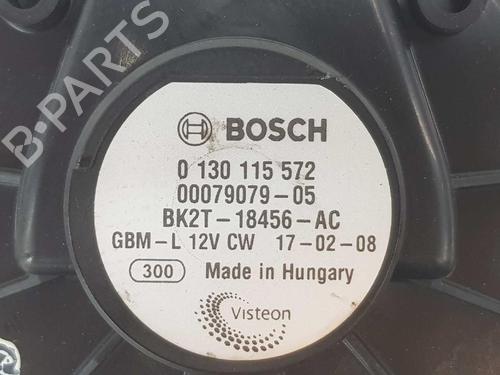 B-PARTS
BOSCH
0 130 115 572
00079079-05
BK2T-18456-AC
GBM-L 12V CW 17-02-08
300 Made in Hungary
Visteon